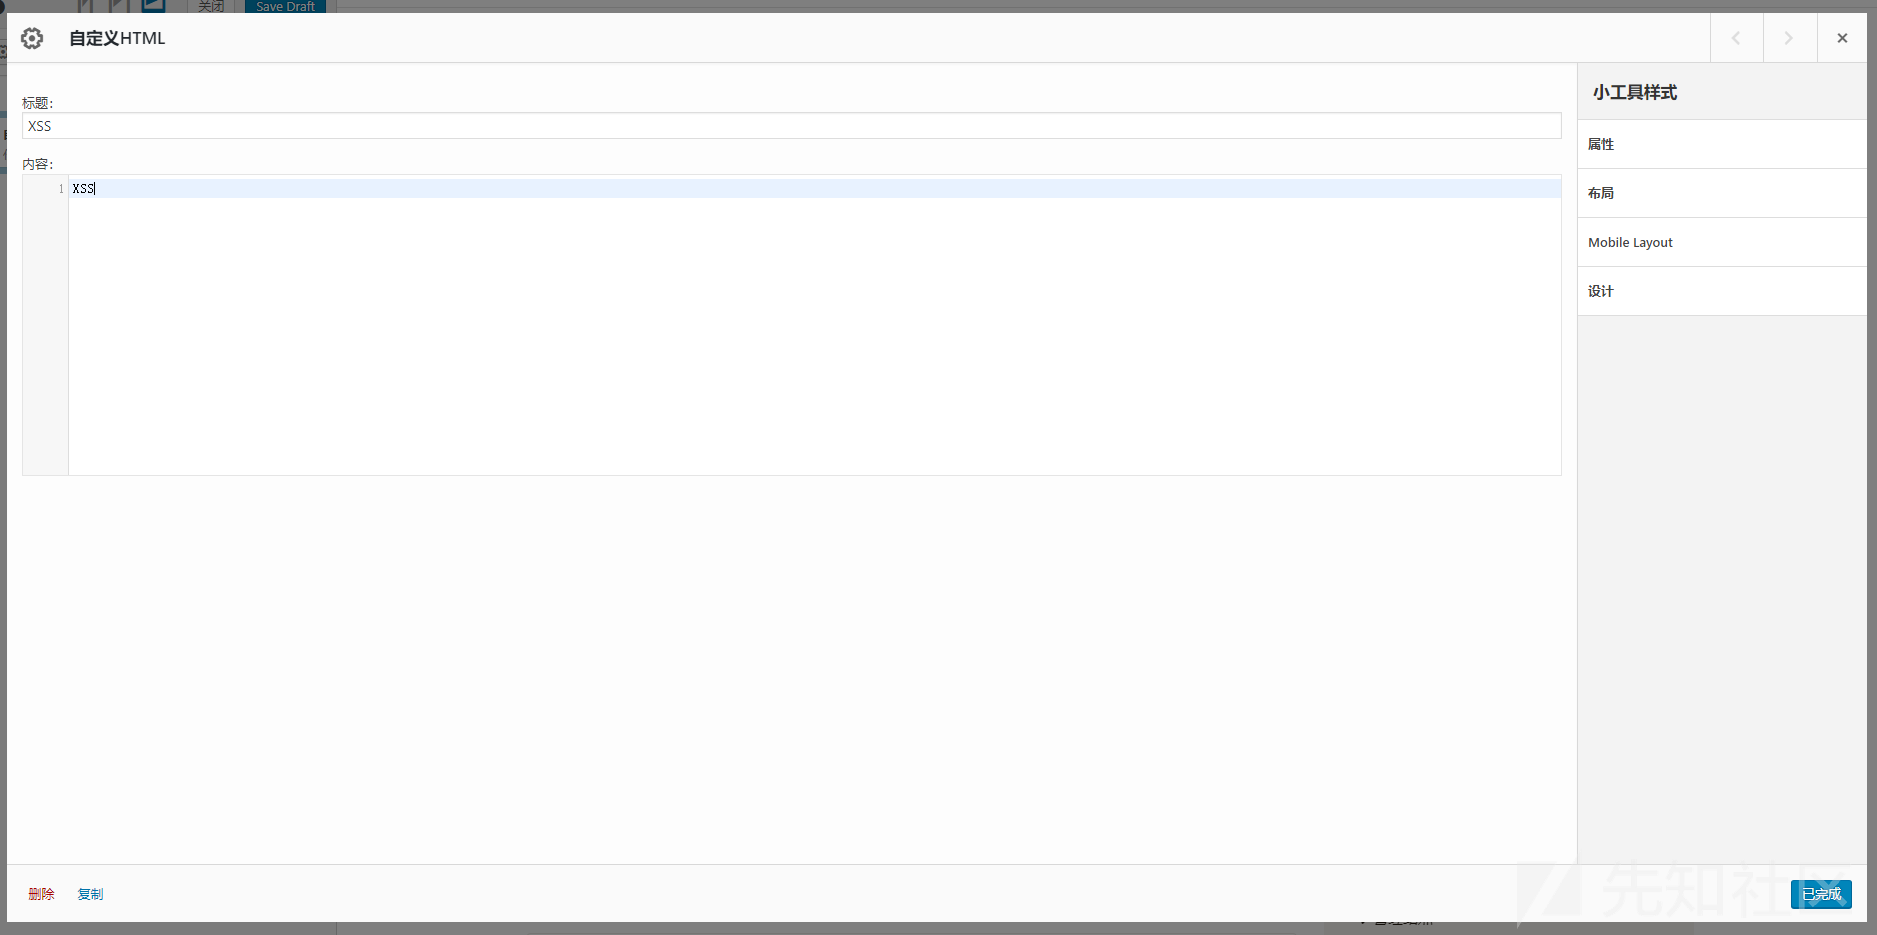 关闭
Save Draft
自定义HTML
标题：
XSS
内容：
1
XSS
小工具样式
属性
布局
Mobile Layout
设计
删除
复制
已完成
先知社区